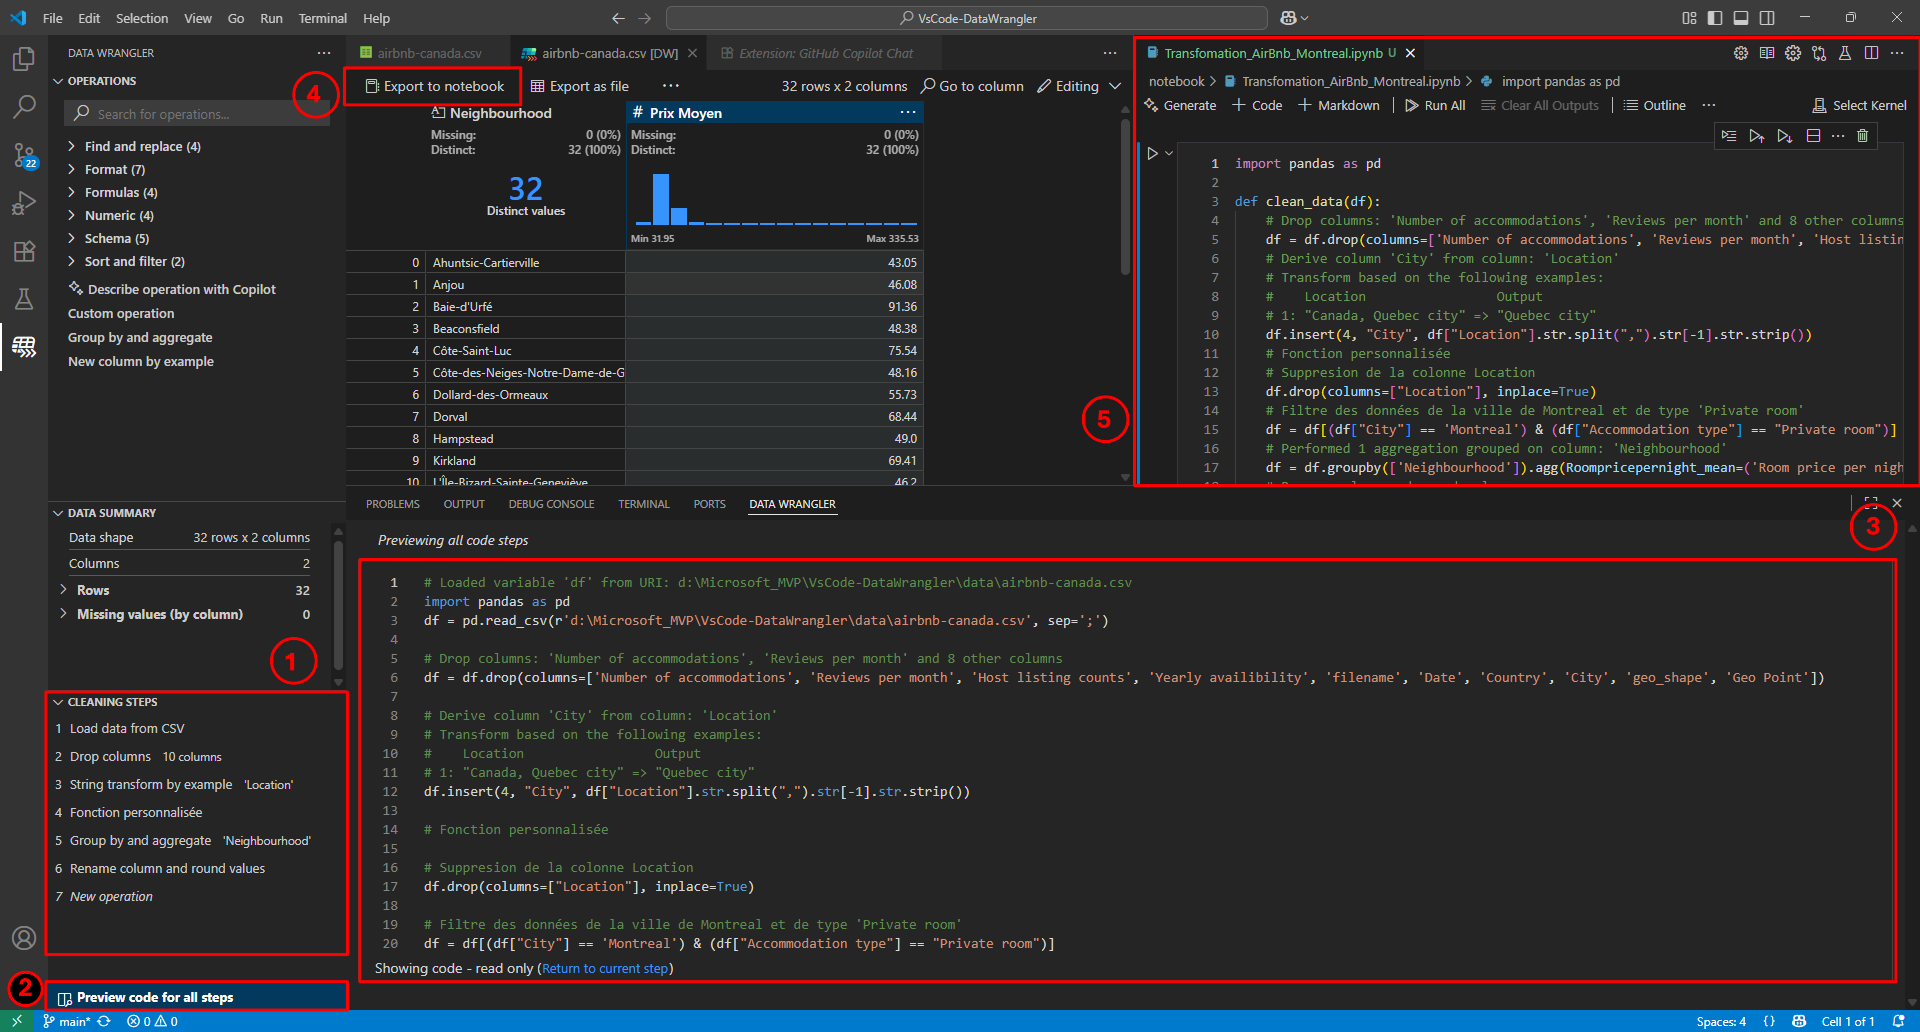 File Edit Selection View Go Run Terminal Help
VsCode-DataWrangler
DATA WRANGLER
OPERATIONS
Search for operations...
Find and replace (4)
Format (7)
Formulas (4)
Numeric (4)
Schema (5)
Sort and filter (2)
Describe operation with Copilot
Custom operation
Group by and aggregate
New column by example
22
4
DATA SUMMARY
Data shape 32 rows x 2 columns
Columns 2
Rows 32
Missing values (by column) 0
1
CLEANING STEPS
1 Load data from CSV
2 Drop columns 10 columns
3 String transform by example 'Location'
4 Fonction personnalisée
5 Group by and aggregate 'Neighbourhood'
6 Rename column and round values
7 New operation
2
Preview code for all steps
airbnb-canada.csv airbnb-canada.csv [DW] Extension: GitHub Copilot Chat
Export to notebook Export as file 32 rows x 2 columns Go to column Editing
Neighbourhood # Prix Moyen
Missing: 0 (0%) Missing: 0 (0%)
Distinct: 32 (100%) Distinct: 32 (100%)
32
Distinct values
Min 31.95 Max 335.53
0 Ahuntsic-Cartierville 43.05
1 Anjou 46.08
2 Baie-d'Urfé 91.36
3 Beaconsfield 48.38
4 Côte-Saint-Luc 75.54
5 Côte-des-Neiges-Notre-Dame-de-G 48.16
6 Dollard-des-Ormeaux 55.73
7 Dorval 68.44
8 Hampstead 49.0
9 Kirkland 69.41
10 L'Île-Bizard-Sainte-Geneviève 46.2
5
Transfomation_AirBnb_Montreal.ipynb U
notebook > Transfomation_AirBnb_Montreal.ipynb > import pandas as pd
Generate + Code + Markdown Run All Clear All Outputs Outline Select Kernel
1 import pandas as pd
2
3 def clean_data(df):
4 # Drop columns: 'Number of accommodations', 'Reviews per month' and 8 other columns
5 df = df.drop(columns=['Number of accommodations', 'Reviews per month', 'Host listin
6 # Derive column 'City' from column: 'Location'
7 # Transform based on the following examples:
8 # Location Output
9 # 1: "Canada, Quebec city" => "Quebec city"
10 df.insert(4, "City", df["Location"].str.split(",").str[-1].str.strip())
11 # Fonction personnalisée
12 # Suppresion de la colonne Location
13 df.drop(columns=["Location"], inplace=True)
14 # Filtre des données de la ville de Montreal et de type 'Private room'
15 df = df[(df["City"] == 'Montreal') & (df["Accommodation type"] == "Private room")]
16 # Performed 1 aggregation grouped on column: 'Neighbourhood'
17 df = df.groupby(['Neighbourhood']).agg(Roompricepernight_mean=('Room price per nigh
PROBLEMS OUTPUT DEBUG CONSOLE TERMINAL PORTS DATA WRANGLER
3
Previewing all code steps
1 # Loaded variable 'df' from URI: d:\Microsoft_MVP\VsCode-DataWrangler\data\airbnb-canada.csv
2 import pandas as pd
3 df = pd.read_csv(r'd:\Microsoft_MVP\VsCode-DataWrangler\data\airbnb-canada.csv', sep=';')
4
5 # Drop columns: 'Number of accommodations', 'Reviews per month' and 8 other columns
6 df = df.drop(columns=['Number of accommodations', 'Reviews per month', 'Host listing counts', 'Yearly availibility', 'filename', 'Date', 'Country', 'City', 'geo_shape', 'Geo Point'])
7
8 # Derive column 'City' from column: 'Location'
9 # Transform based on the following examples:
10 # Location Output
11 # 1: "Canada, Quebec city" => "Quebec city"
12 df.insert(4, "City", df["Location"].str.split(",").str[-1].str.strip())
13
14 # Fonction personnalisée
15
16 # Suppresion de la colonne Location
17 df.drop(columns=["Location"], inplace=True)
18
19 # Filtre des données de la ville de Montreal et de type 'Private room'
20 df = df[(df["City"] == 'Montreal') & (df["Accommodation type"] == "Private room")]
Showing code - read only (Return to current step)
main* 0 0 Spaces: 4 {} Cell 1 of 1